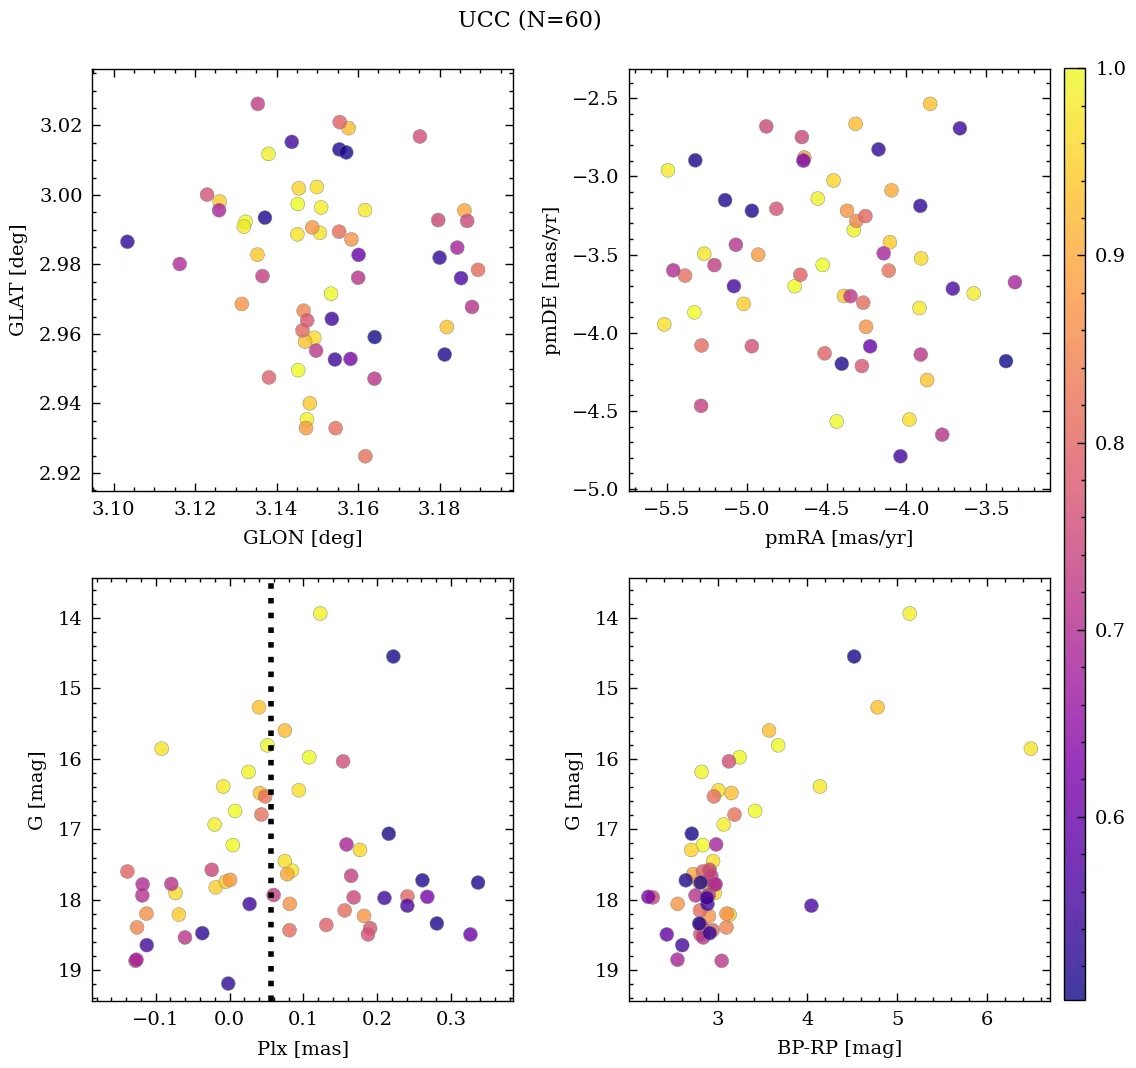 UCC (N=60)
3.02
3.00
2.98
2.96
2.94
2.92
GLAT [deg]
3.10 3.12 3.14 3.16 3.18
GLON [deg]
−2.5
−3.0
−3.5
−4.0
−4.5
−5.0
pmDE [mas/yr]
−5.5 −5.0 −4.5 −4.0 −3.5
pmRA [mas/yr]
1.0
0.9
0.8
0.7
0.6
14
15
16
17
18
19
G [mag]
−0.1 0.0 0.1 0.2 0.3
Plx [mas]
14
15
16
17
18
19
G [mag]
3 4 5 6
BP-RP [mag]